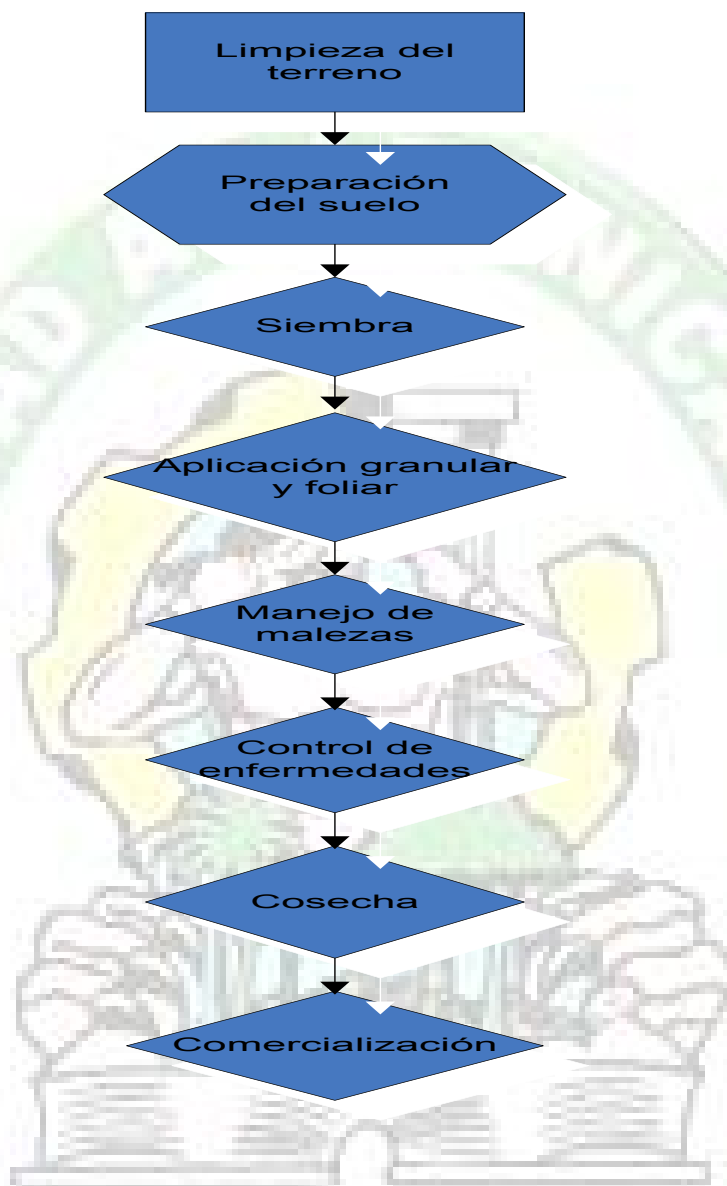 Limpieza del
terreno
Preparación
del suelo
Siembra
Aplicación granular
y foliar
Manejo de
malezas
Control de
enfermedades
Cosecha
Comercialización